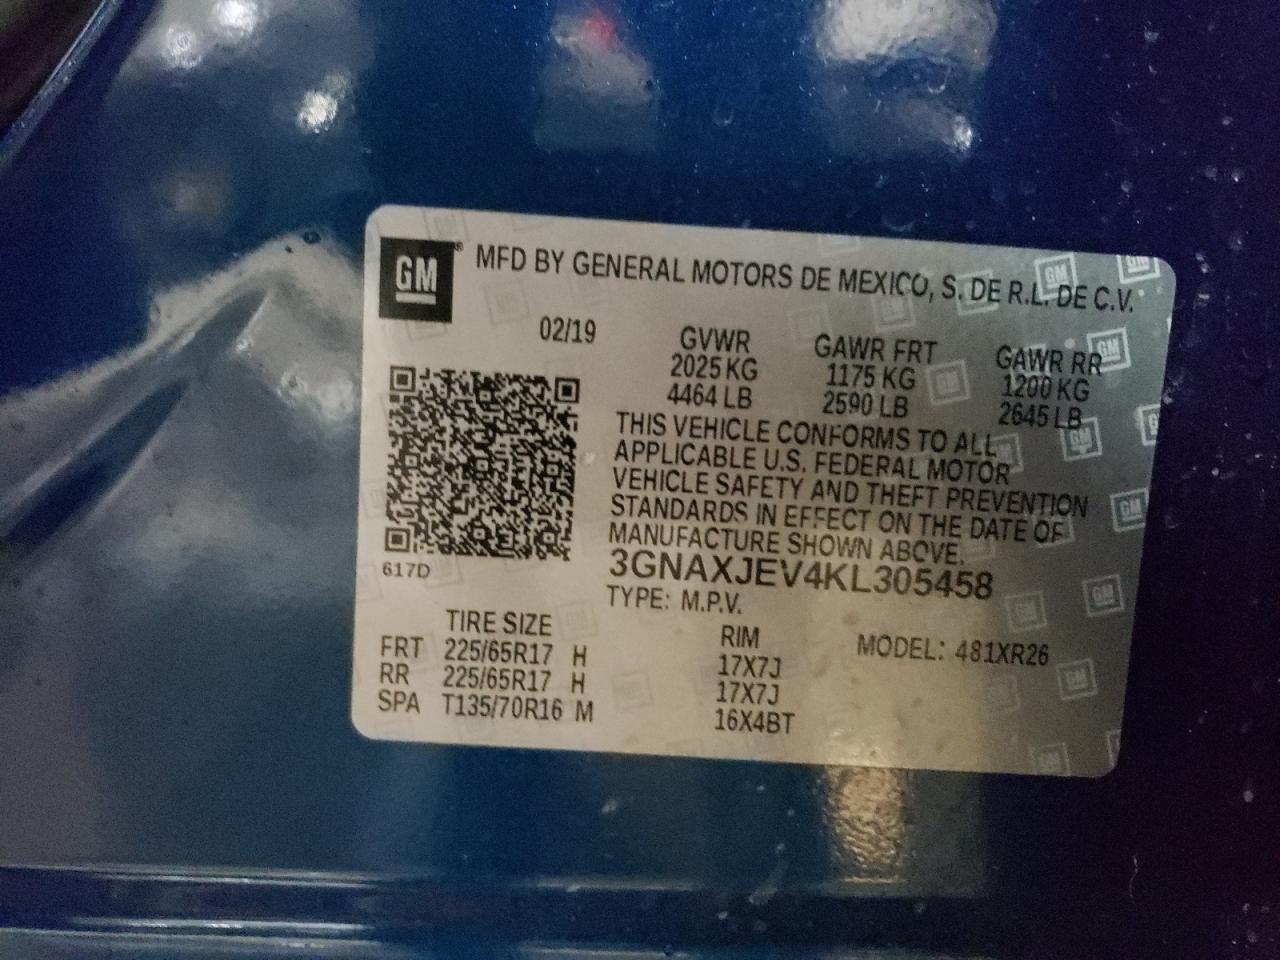 GM
MFD BY GENERAL MOTORS DE MEXICO, S. DE R.L. DE C.V.
02/19 GVWR GAWR FRT GAWR RR
2025 KG 1175 KG 1200 KG
4464 LB 2590 LB 2645 LB
THIS VEHICLE CONFORMS TO ALL
APPLICABLE U.S. FEDERAL MOTOR
VEHICLE SAFETY AND THEFT PREVENTION
STANDARDS IN EFFECT ON THE DATE OF
MANUFACTURE SHOWN ABOVE.
617D
3GNAXJEV4KL305458
TYPE: M.P.V.
TIRE SIZE RIM MODEL: 481XR26
FRT 225/65R17 H 17X7J
RR 225/65R17 H 17X7J
SPA T135/70R16 M 16X4BT